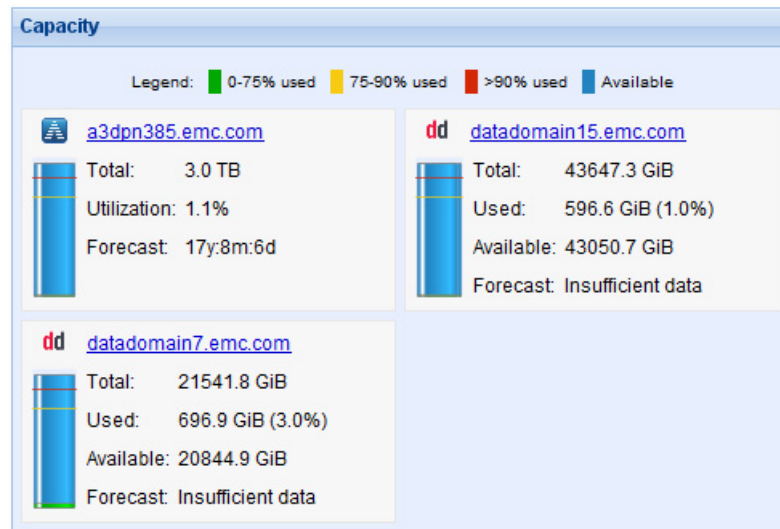 Capacity
Legend: 0-75% used 75-90% used >90% used Available
a3dpn385.emc.com
Total: 3.0 TB
Utilization: 1.1%
Forecast: 17y:8m:6d
dd datadomain15.emc.com
Total: 43647.3 GiB
Used: 596.6 GiB (1.0%)
Available: 43050.7 GiB
Forecast: Insufficient data
dd datadomain7.emc.com
Total: 21541.8 GiB
Used: 696.9 GiB (3.0%)
Available: 20844.9 GiB
Forecast: Insufficient data